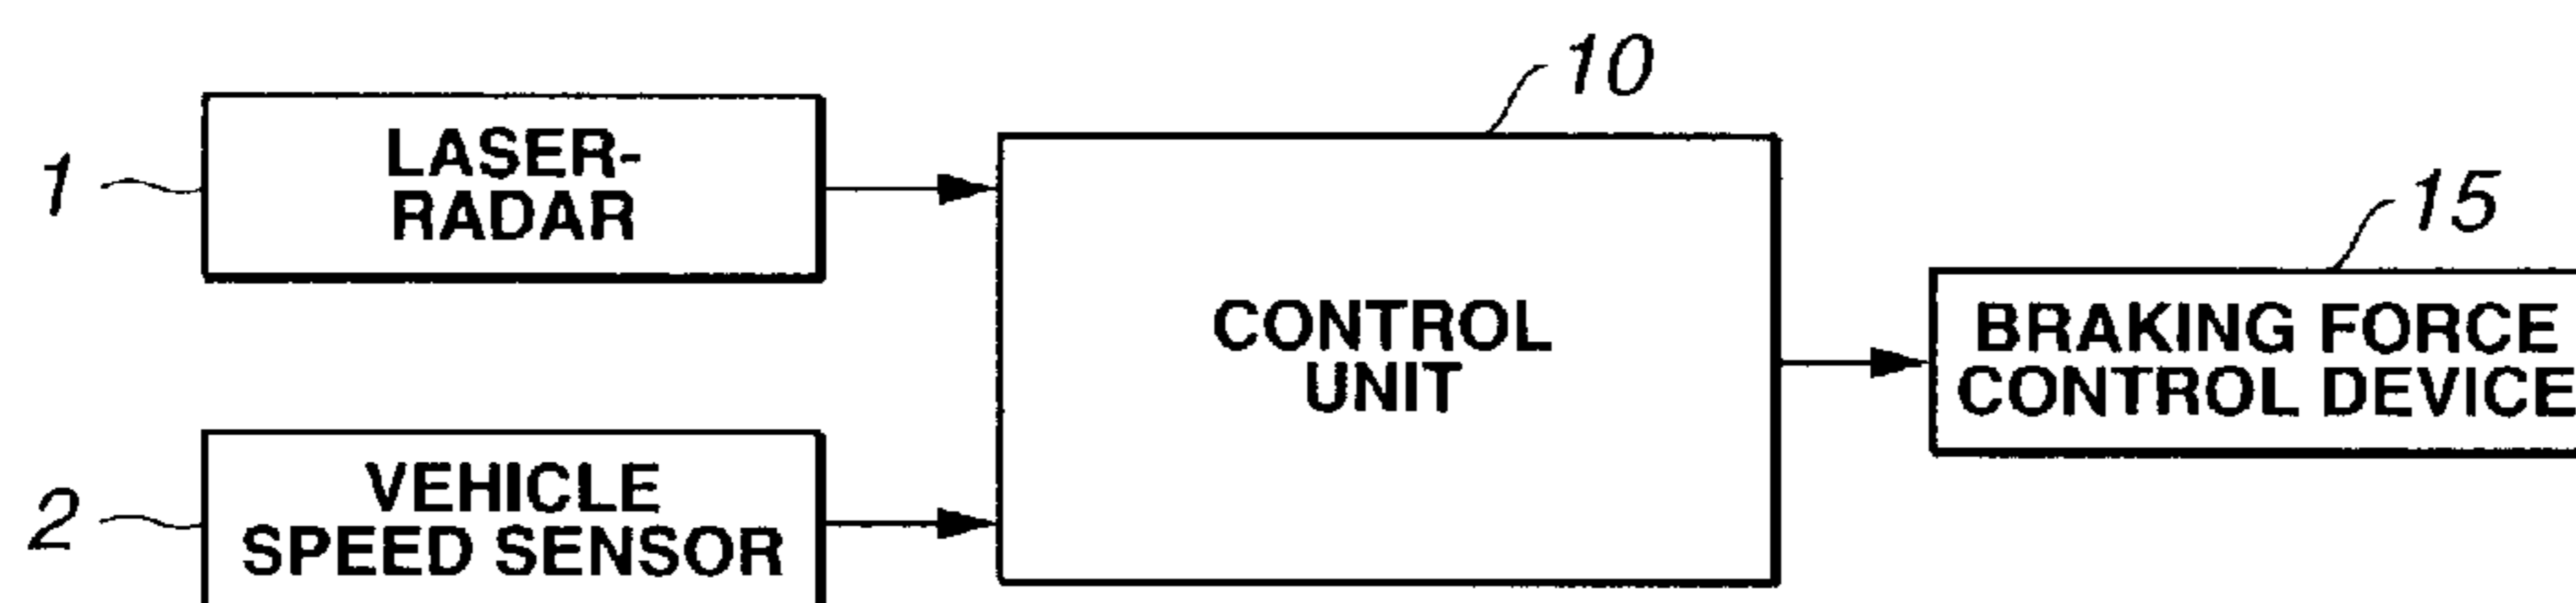 10
1
LASER-
RADAR
CONTROL
UNIT
15
BRAKING FORCE
CONTROL DEVICE
2
VEHICLE
SPEED SENSOR